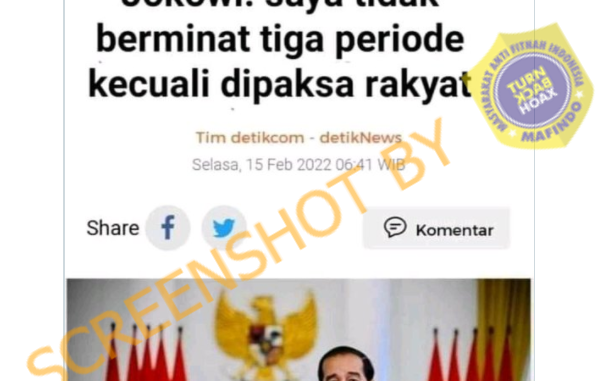 Jokowi: saya tidak
berminat tiga periode
kecuali dipaksa rakyat
Tim detikcom - detikNews
Selasa, 15 Feb 2022 06:41 WIB
Share
Komentar
SCREENSHOT BY
MASYARAKAT ANTI FITNAH INDONESIA
TURN
BACK
HOAX
MAFINDO